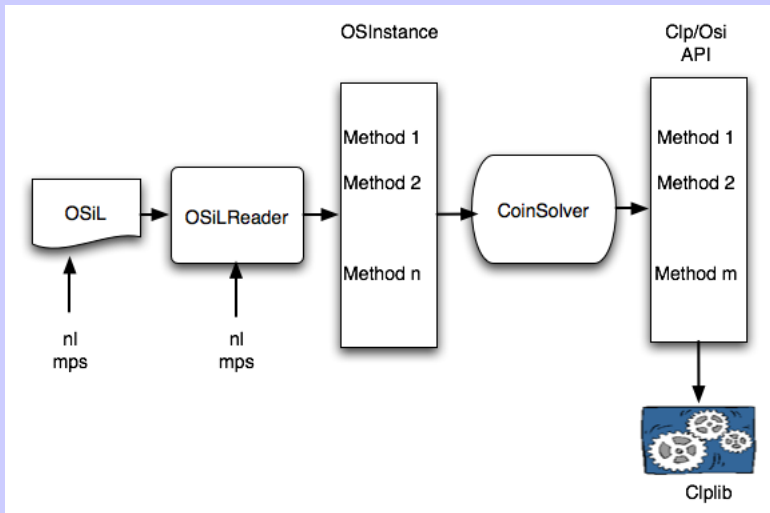 OSInstance
Clp/Osi
API
Method 1
Method 2
Method n
Method 1
Method 2
Method m
OSiL
OSiLReader
CoinSolver
nl
mps
nl
mps
Clplib